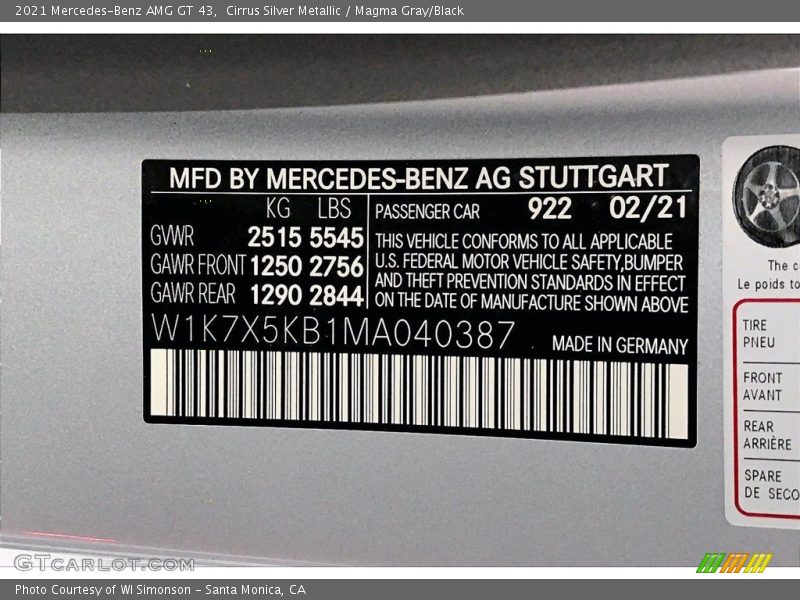 2021 Mercedes-Benz AMG GT 43,  Cirrus Silver Metallic / Magma Gray/Black
MFD BY MERCEDES-BENZ AG STUTTGART
KG LBS
GVWR 2515 5545
GAWR FRONT 1250 2756
GAWR REAR 1290 2844
PASSENGER CAR 922 02/21
THIS VEHICLE CONFORMS TO ALL APPLICABLE
U.S. FEDERAL MOTOR VEHICLE SAFETY,BUMPER
AND THEFT PREVENTION STANDARDS IN EFFECT
ON THE DATE OF MANUFACTURE SHOWN ABOVE
W1K7X5KB1MA040387
MADE IN GERMANY
The c
Le poids to
TIRE
PNEU
FRONT
AVANT
REAR
ARRIÈRE
SPARE
DE SECO
GTCARLOT.COM
Photo Courtesy of WI Simonson - Santa Monica, CA